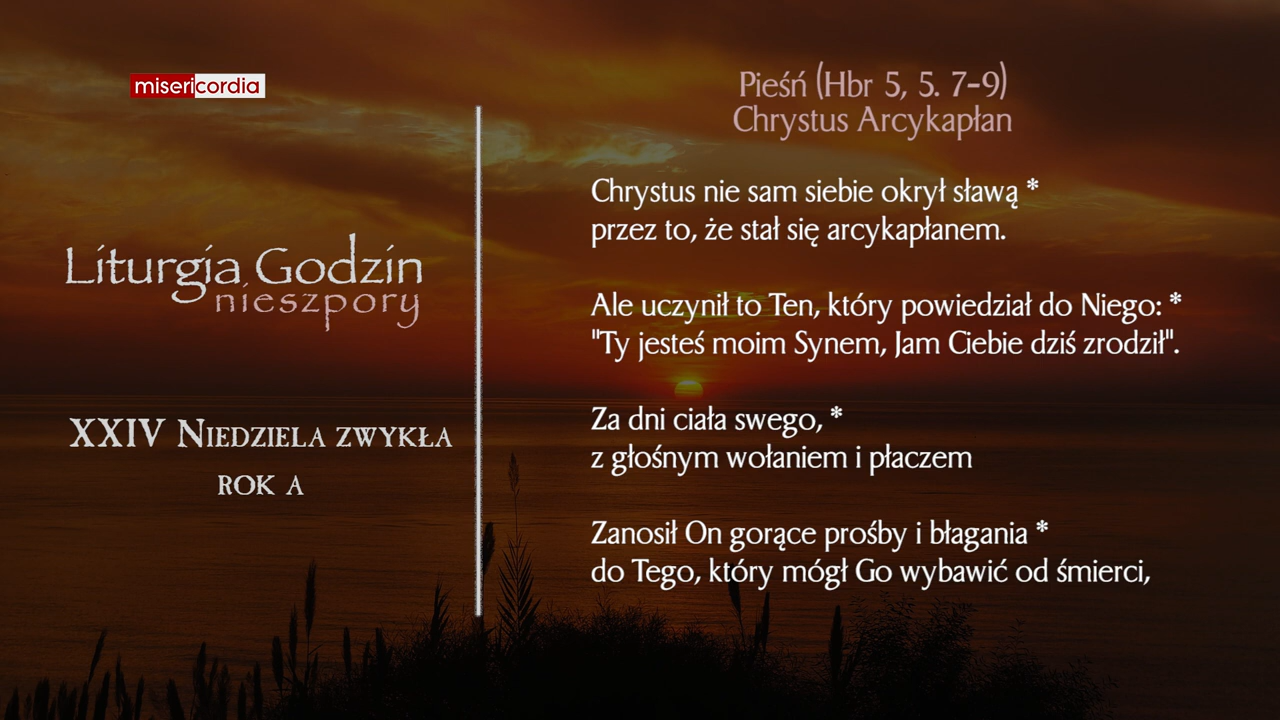 misericordia
Liturgia Godzin
nieszpory
XXIV Niedziela zwykła
rok A
Pieśń (Hbr 5, 5. 7-9)
Chrystus Arcykapłan
Chrystus nie sam siebie okrył sławą *
przez to, że stał się arcykapłanem.
Ale uczynił to Ten, który powiedział do Niego: *
"Ty jesteś moim Synem, Jam Ciebie dziś zrodził".
Za dni ciała swego, *
z głośnym wołaniem i płaczem
Zanosił On gorące prośby i błagania *
do Tego, który mógł Go wybawić od śmierci,